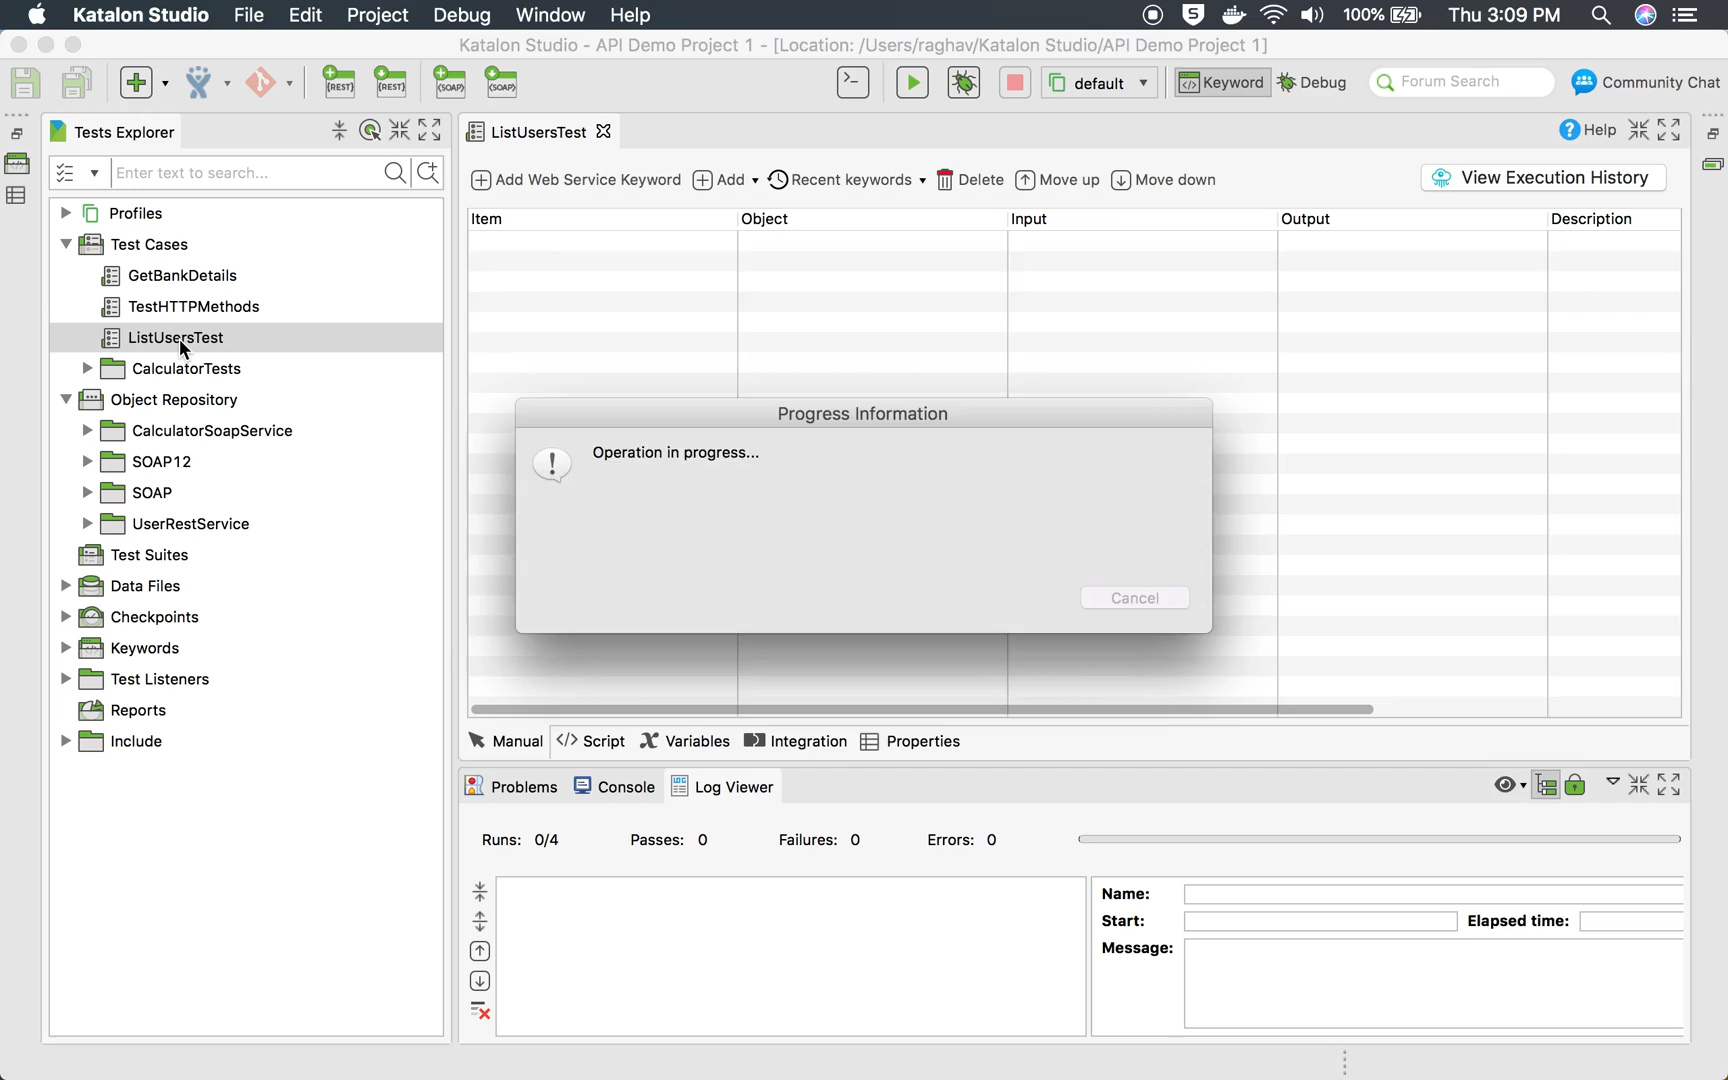 Katalon Studio File Edit Project Debug Window Help
S 100% Thu 3:09 PM
Katalon Studio - API Demo Project 1 - [Location: /Users/raghav/Katalon Studio/API Demo Project 1]
{REST} {REST} {SOAP} {SOAP} default Keyword Debug Forum Search Community Chat
Tests Explorer
Enter text to search...
Profiles
Test Cases
GetBankDetails
TestHTTPMethods
ListUsersTest
CalculatorTests
Object Repository
CalculatorSoapService
SOAP12
SOAP
UserRestService
Test Suites
Data Files
Checkpoints
Keywords
Test Listeners
Reports
Include
ListUsersTest
Help
Add Web Service Keyword Add Recent keywords Delete Move up Move down
View Execution History
Item Object Input Output Description
Progress Information
Operation in progress...
Cancel
Manual Script Variables Integration Properties
Problems Console Log Viewer
Runs: 0/4 Passes: 0 Failures: 0 Errors: 0
Name:
Start: Elapsed time:
Message: